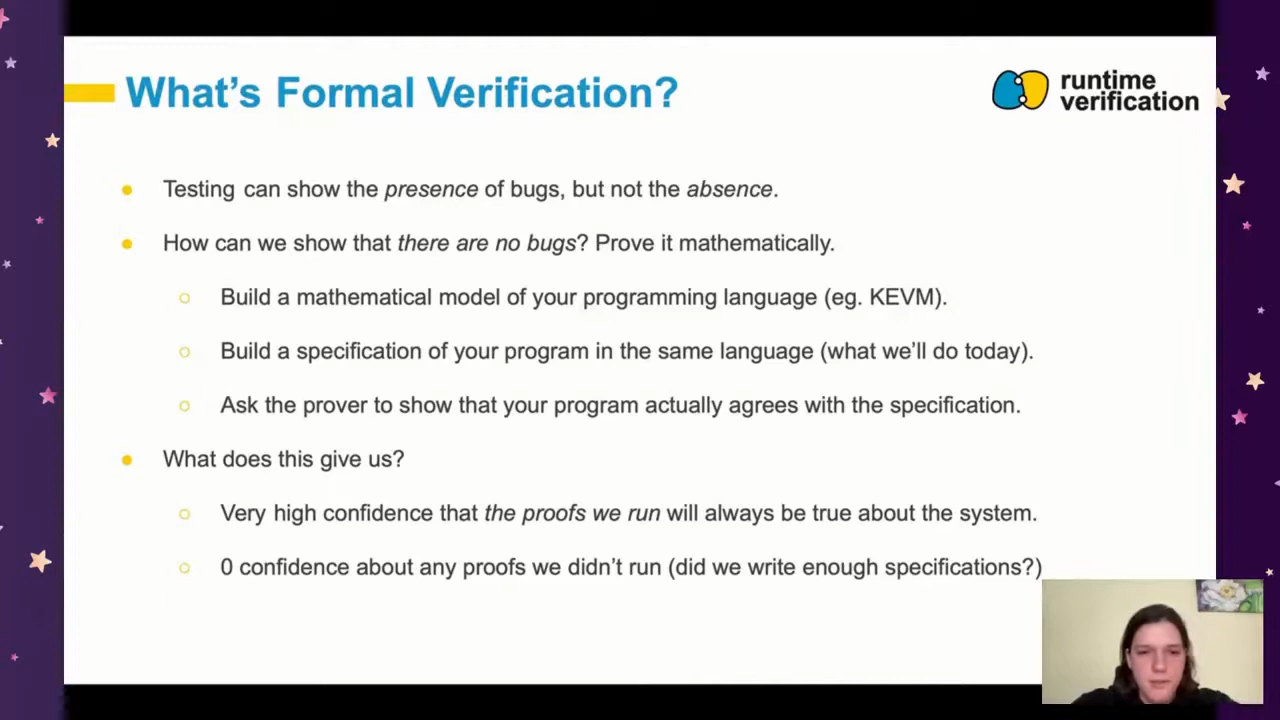 What’s Formal Verification?
runtime
verification
Testing can show the presence of bugs, but not the absence.
How can we show that there are no bugs? Prove it mathematically.
Build a mathematical model of your programming language (eg. KEVM).
Build a specification of your program in the same language (what we’ll do today).
Ask the prover to show that your program actually agrees with the specification.
What does this give us?
Very high confidence that the proofs we run will always be true about the system.
0 confidence about any proofs we didn’t run (did we write enough specifications?)